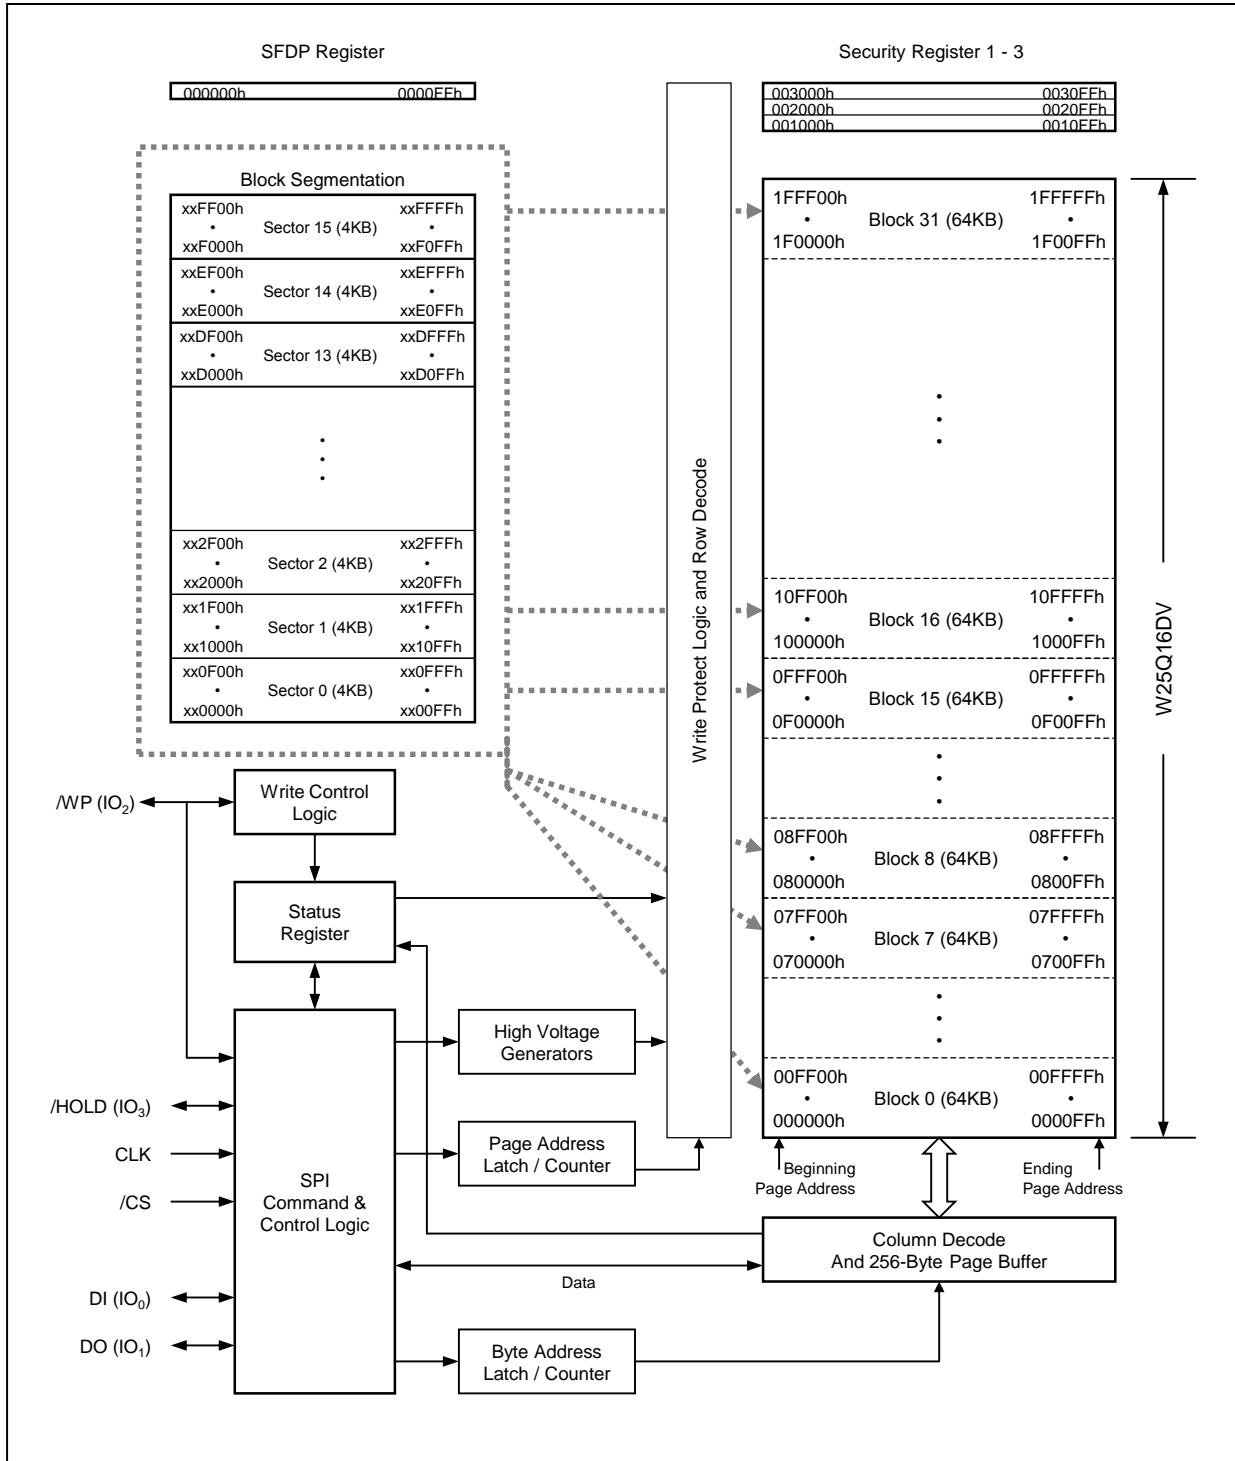 SFDP Register
000000h 0000FFh
Security Register 1 - 3
003000h 0030FFh
002000h 0020FFh
001000h 0010FFh
Block Segmentation
xxFF00h xxFFFFh
• Sector 15 (4KB) •
xxF000h xxF0FFh
xxEF00h xxEFFFh
• Sector 14 (4KB) •
xxE000h xxE0FFh
xxDF00h xxDFFFh
• Sector 13 (4KB) •
xxD000h xxD0FFh
xx2F00h xx2FFFh
• Sector 2 (4KB) •
xx2000h xx20FFh
xx1F00h xx1FFFh
• Sector 1 (4KB) •
xx1000h xx10FFh
xx0F00h xx0FFFh
• Sector 0 (4KB) •
xx0000h xx00FFh
Write Protect Logic and Row Decode
1FFF00h 1FFFFFh
• Block 31 (64KB) •
1F0000h 1F00FFh
10FF00h 10FFFFh
• Block 16 (64KB) •
100000h 1000FFh
0FFF00h 0FFFFFh
• Block 15 (64KB) •
0F0000h 0F00FFh
08FF00h 08FFFFh
• Block 8 (64KB) •
080000h 0800FFh
07FF00h 07FFFFh
• Block 7 (64KB) •
070000h 0700FFh
00FF00h 00FFFFh
• Block 0 (64KB) •
000000h 0000FFh
W25Q16DV
Beginning
Page Address
Ending
Page Address
/WP (IO2)
Write Control
Logic
Status
Register
SPI
Command &
Control Logic
High Voltage
Generators
/HOLD (IO3)
CLK
/CS
Page Address
Latch / Counter
Column Decode
And 256-Byte Page Buffer
Data
DI (IO0)
DO (IO1)
Byte Address
Latch / Counter